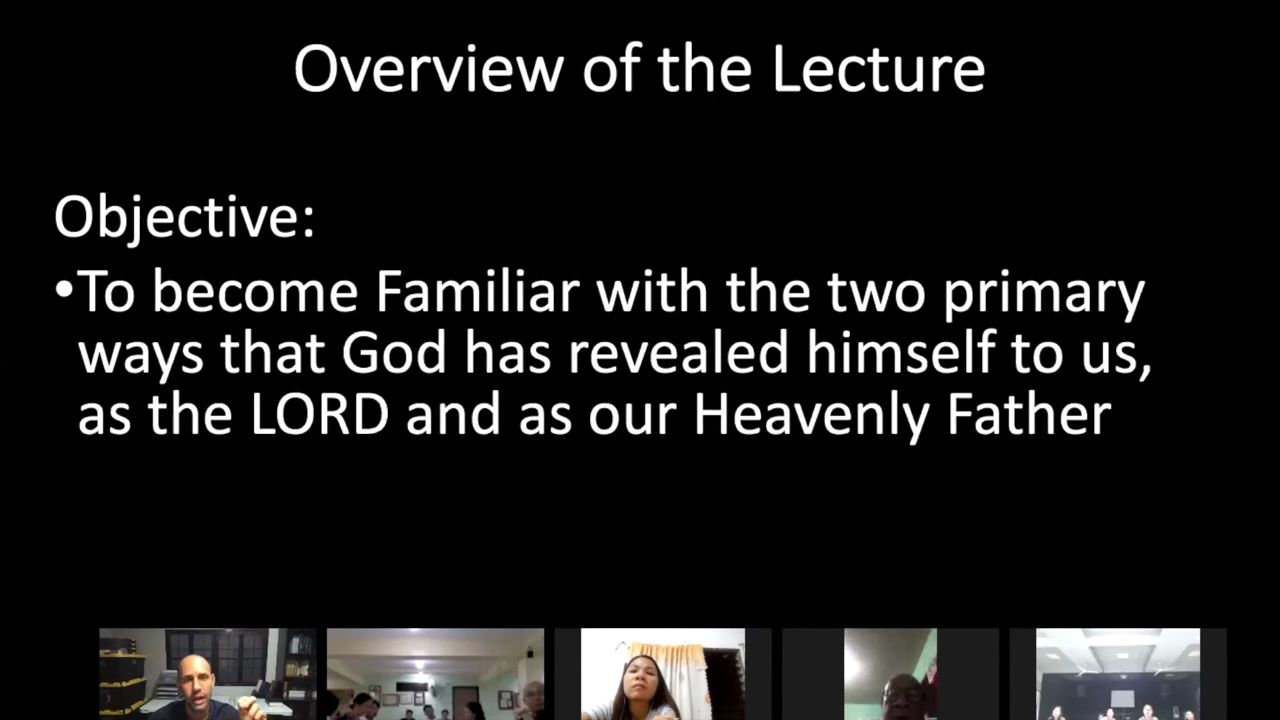 Overview of the Lecture
Objective:
•To become Familiar with the two primary
ways that God has revealed himself to us,
as the LORD and as our Heavenly Father